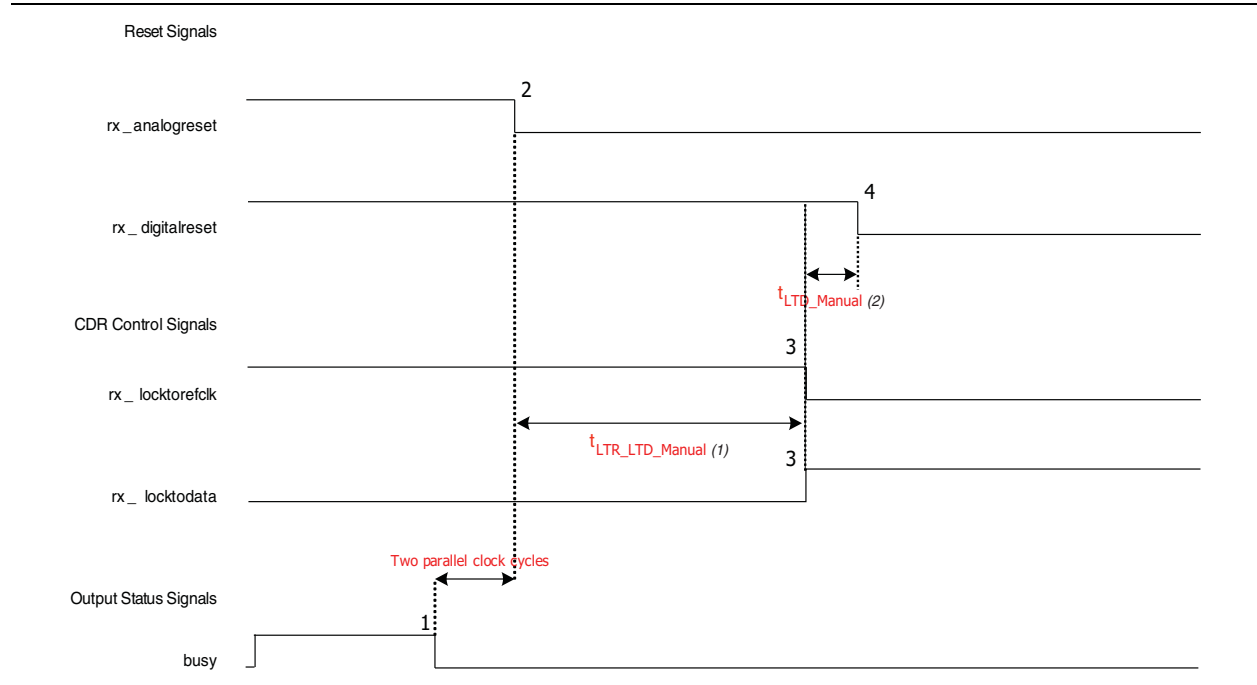 Reset Signals
2
rx _ analogreset
4
rx _ digitalreset
tLTD_Manual (2)
CDR Control Signals
3
rx _ locktorefclk
tLTR_LTD_Manual (1)
3
rx _ locktodata
Two parallel clock cycles
Output Status Signals
1
busy